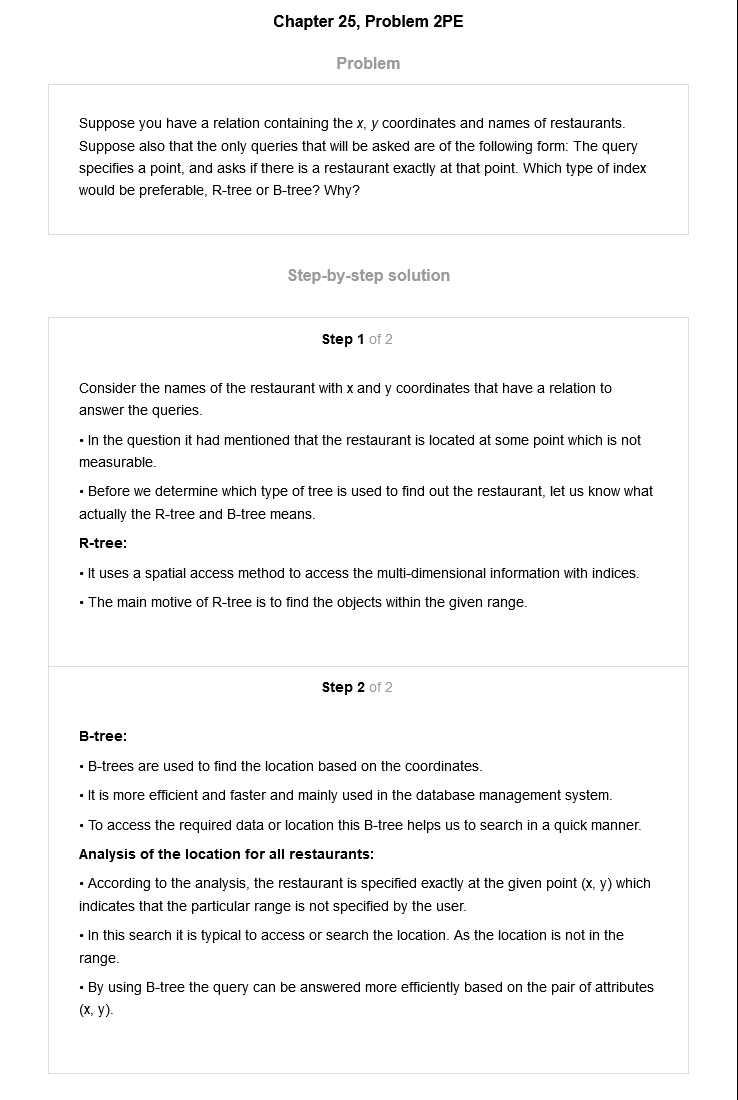 Chapter 25, Problem 2PE
Problem
Suppose you have a relation containing the x, y coordinates and names of restaurants.
Suppose also that the only queries that will be asked are of the following form: The query
specifies a point, and asks if there is a restaurant exactly at that point. Which type of index
would be preferable, R-tree or B-tree? Why?
Step-by-step solution
Step 1 of 2
Consider the names of the restaurant with x and y coordinates that have a relation to
answer the queries.
• In the question it had mentioned that the restaurant is located at some point which is not
measurable.
• Before we determine which type of tree is used to find out the restaurant, let us know what
actually the R-tree and B-tree means.
R-tree:
• It uses a spatial access method to access the multi-dimensional information with indices.
• The main motive of R-tree is to find the objects within the given range.
Step 2 of 2
B-tree:
• B-trees are used to find the location based on the coordinates.
• It is more efficient and faster and mainly used in the database management system.
• To access the required data or location this B-tree helps us to search in a quick manner.
Analysis of the location for all restaurants:
• According to the analysis, the restaurant is specified exactly at the given point (x, y) which
indicates that the particular range is not specified by the user.
• In this search it is typical to access or search the location. As the location is not in the
range.
• By using B-tree the query can be answered more efficiently based on the pair of attributes
(x, y).